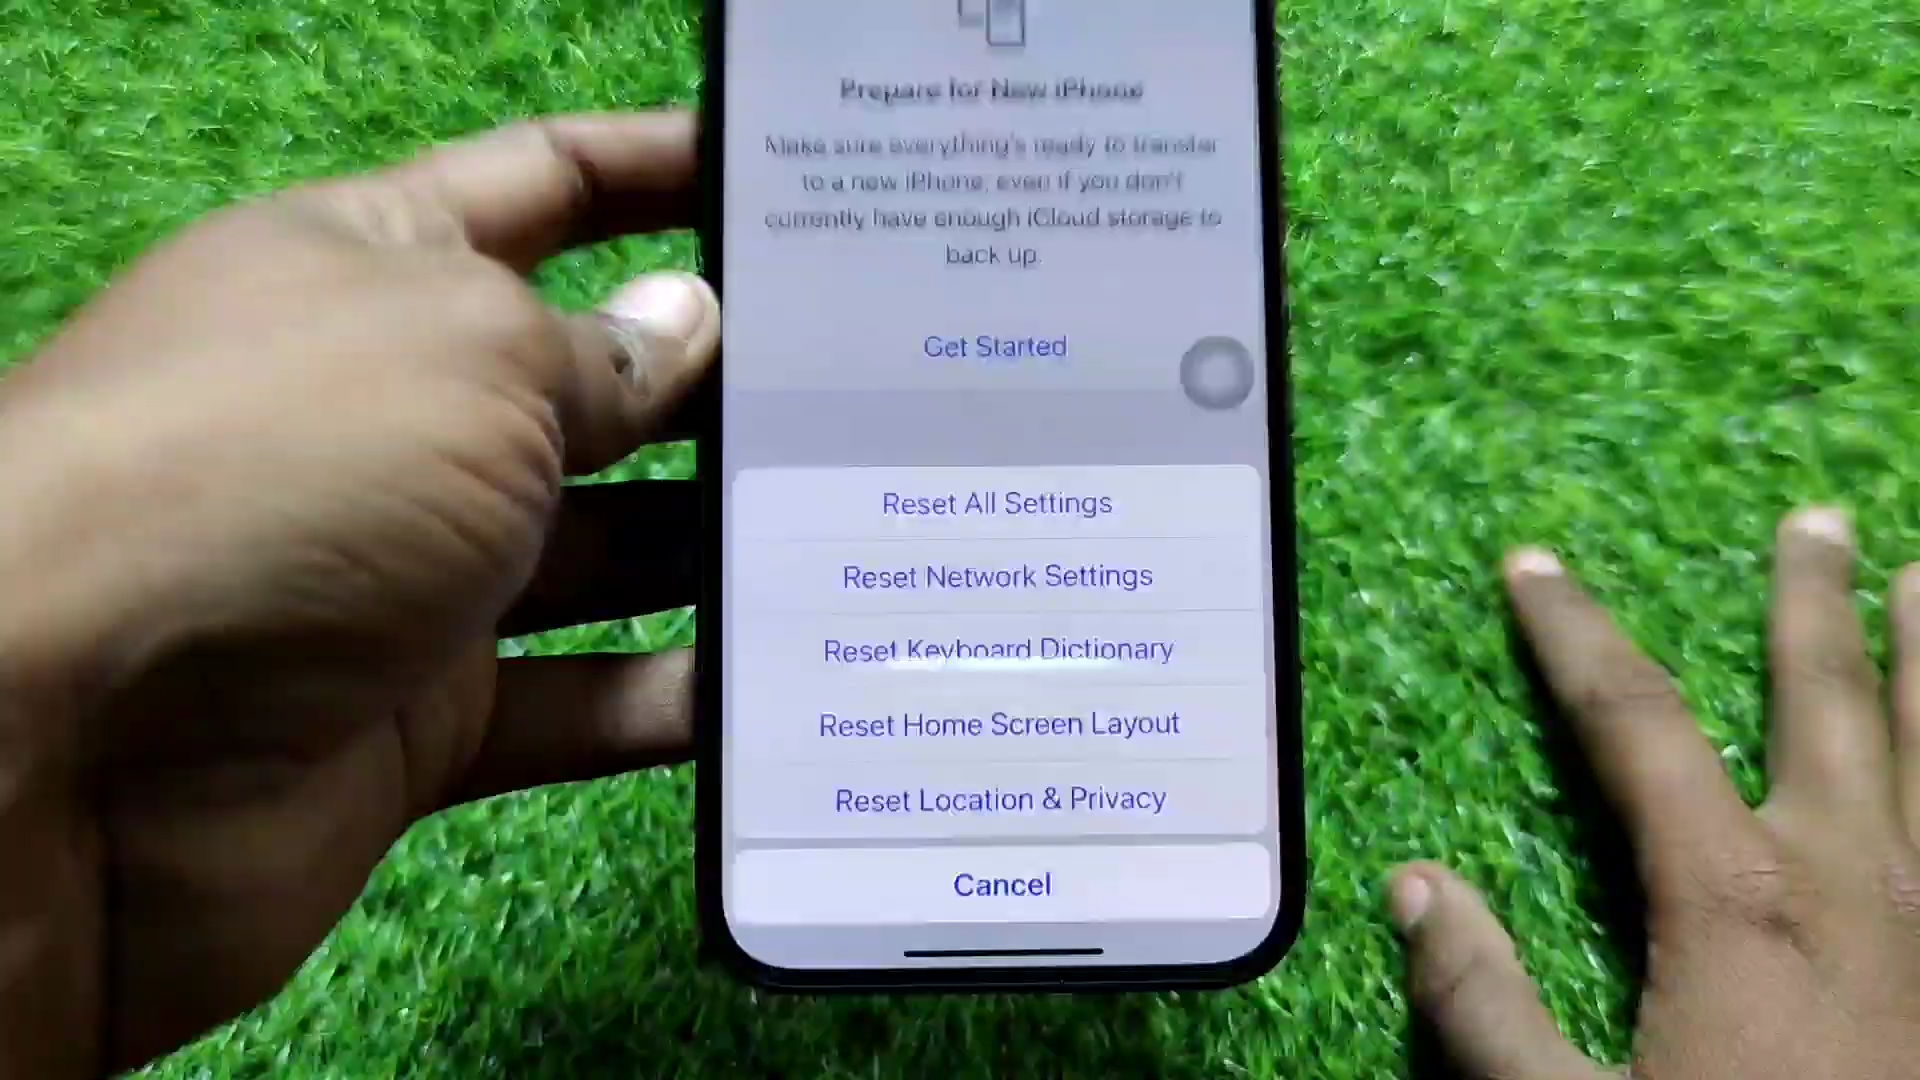 Prepare for New iPhone
Make sure everything's ready to transfer
to a new iPhone, even if you don't
currently have enough iCloud storage to
back up.
Get Started
Reset All Settings
Reset Network Settings
Reset Keyboard Dictionary
Reset Home Screen Layout
Reset Location & Privacy
Cancel